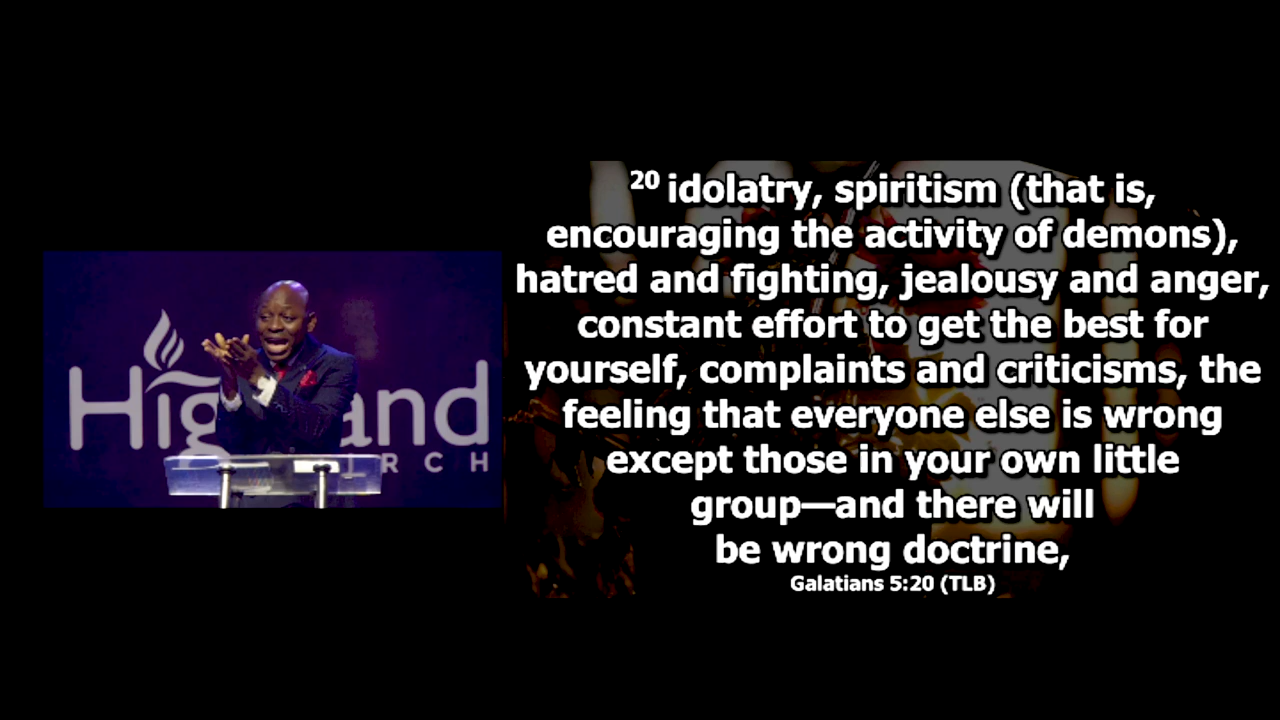 Hig and
R C H
20 idolatry, spiritism (that is,
encouraging the activity of demons),
hatred and fighting, jealousy and anger,
constant effort to get the best for
yourself, complaints and criticisms, the
feeling that everyone else is wrong
except those in your own little
group—and there will
be wrong doctrine,
Galatians 5:20 (TLB)